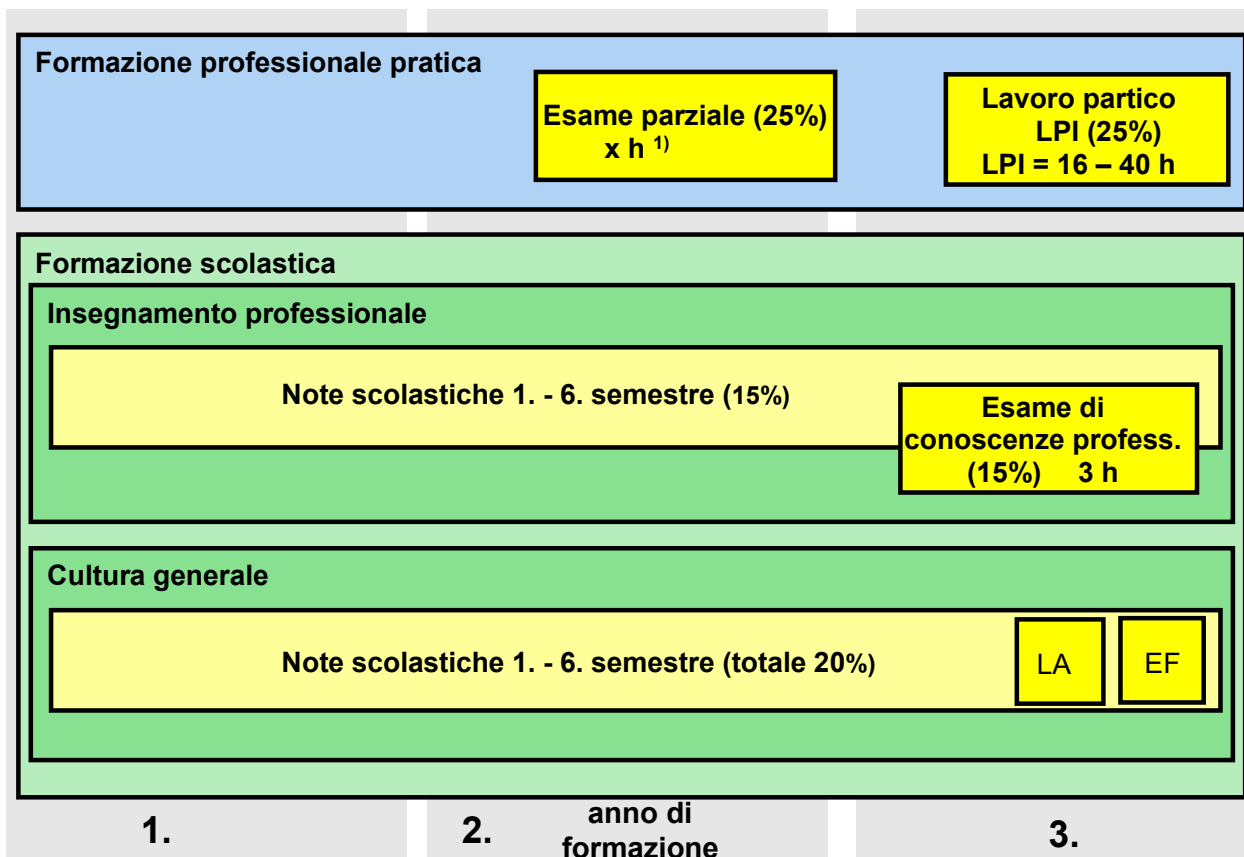 Formazione professionale pratica
Esame parziale (25%)
x h 1)
Lavoro partico
LPI (25%)
LPI = 16 – 40 h
Formazione scolastica
Insegnamento professionale
Note scolastiche 1. - 6. semestre (15%)
Esame di
conoscenze profess.
(15%) 3 h
Cultura generale
Note scolastiche 1. - 6. semestre (totale 20%)
LA
EF
1.
2.
anno di
formazione
3.